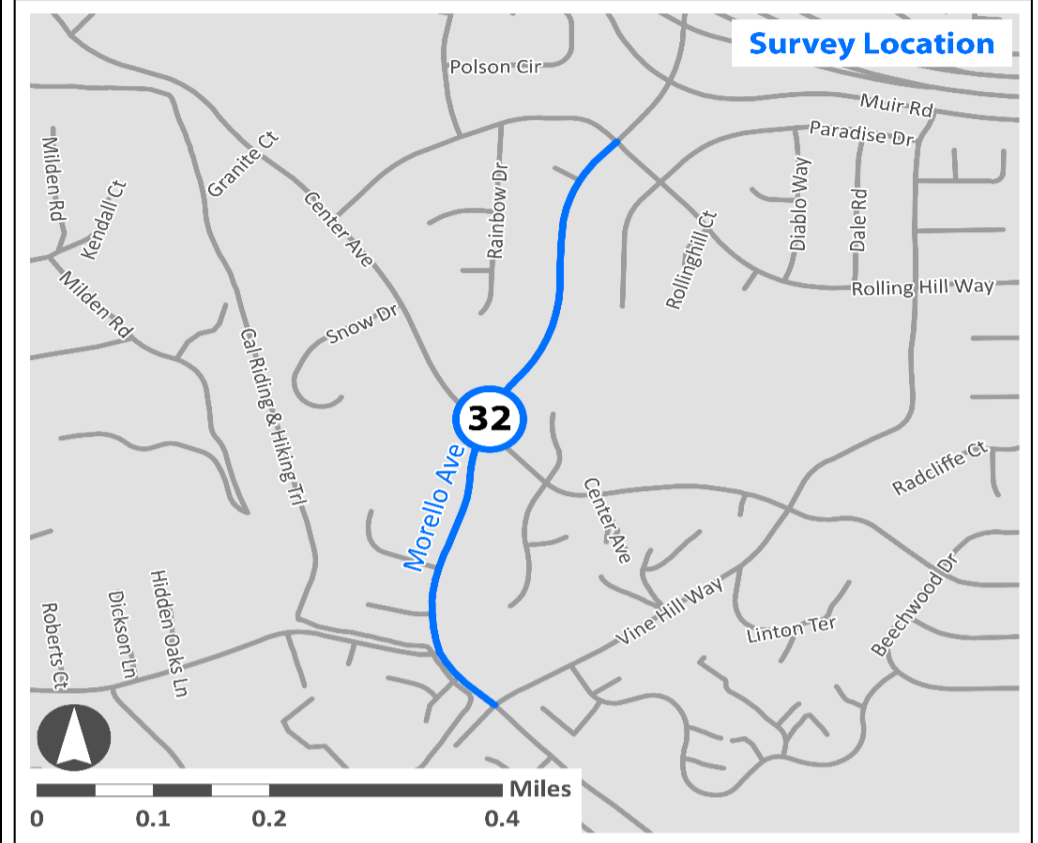 Survey Location
Polson Cir
Muir Rd
Paradise Dr
Milden Rd
Kendall Ct
Granite Ct
Center Ave
Rainbow Dr
Rollinghill Ct
Diablo Way
Dale Rd
Rolling Hill Way
Milden Rd
Snow Dr
Cal Riding & Hiking Trl
32
Morello Ave
Center Ave
Radcliffe Ct
Roberts Ct
Dickson Ln
Hidden Oaks Ln
Vine Hill Way
Linton Ter
Beechwood Dr
Miles
0 0.1 0.2 0.4